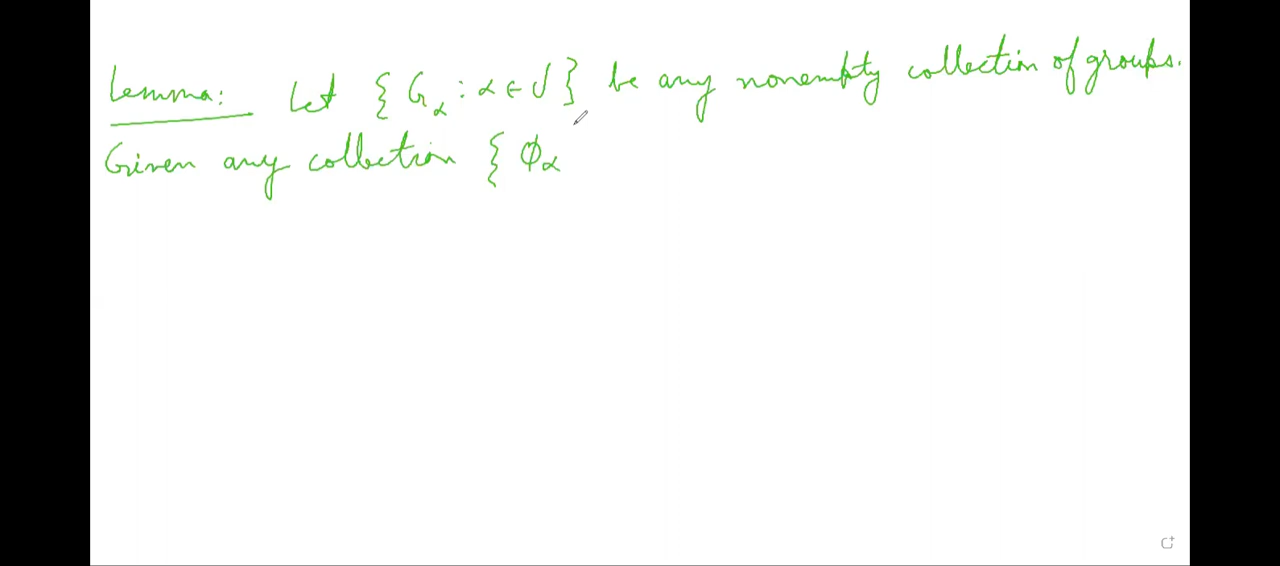 Lemma: Let { G_α : α ∈ J } be any nonempty collection of groups.
Given any collection { ϕ_α